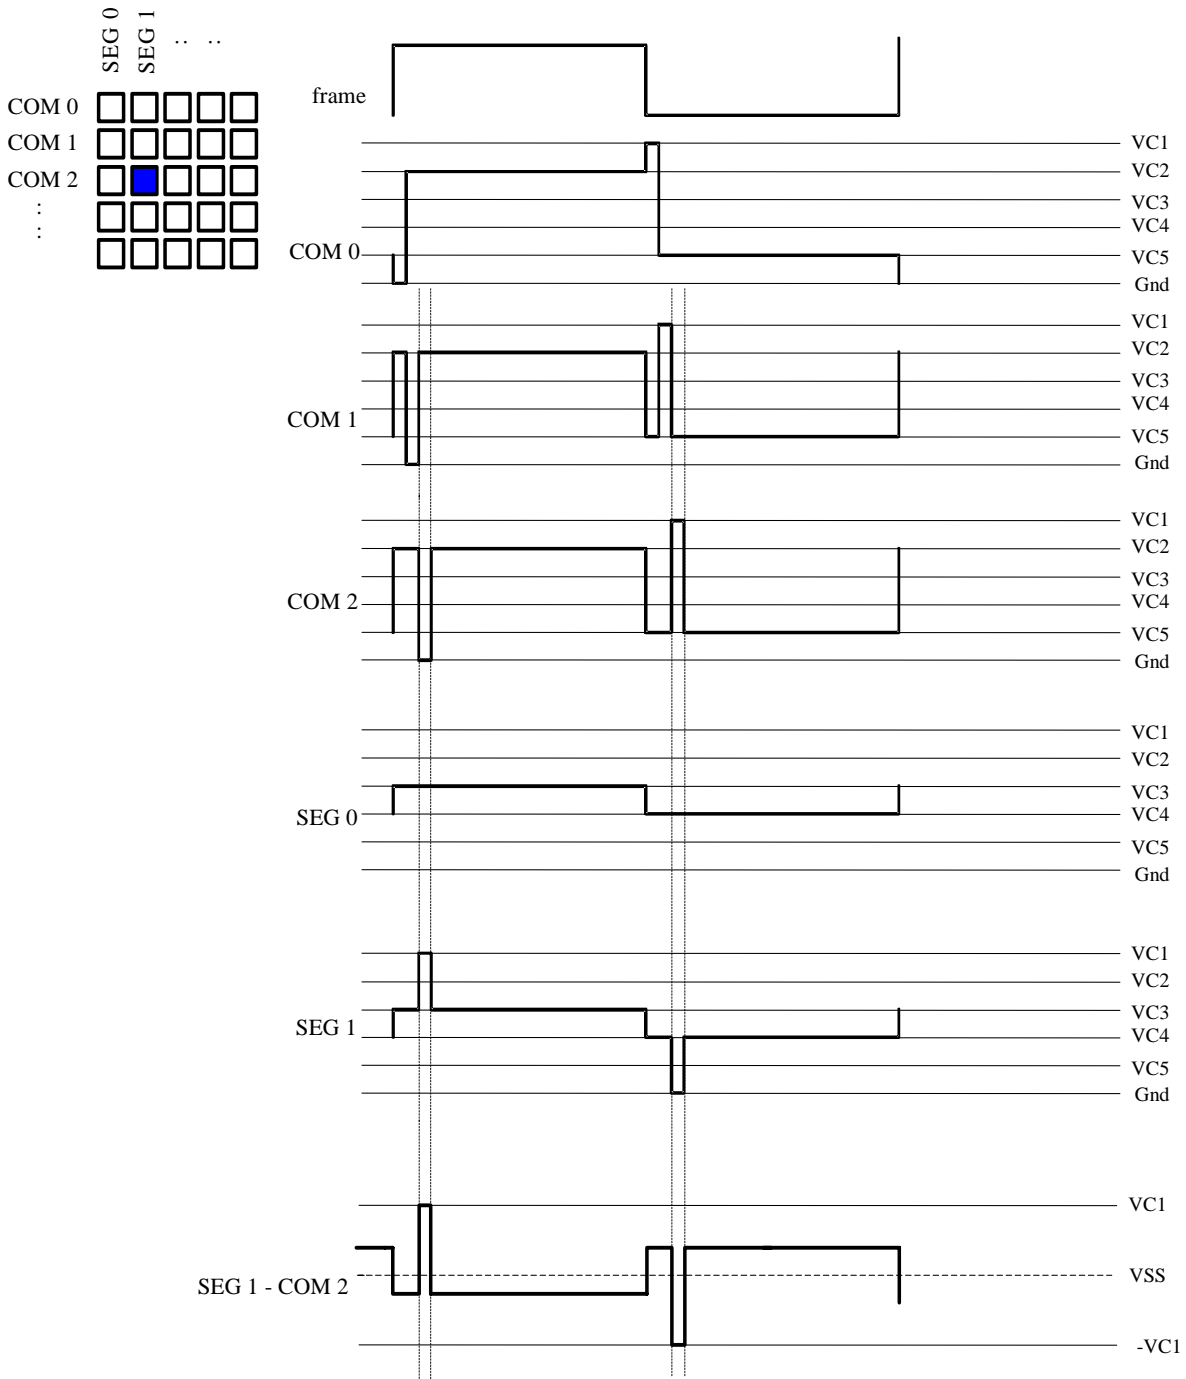 SEG 0
SEG 1
.. ..
COM 0
COM 1
COM 2
frame
VC1
VC2
VC3
VC4
VC5
Gnd
COM 0
VC1
VC2
VC3
VC4
VC5
Gnd
COM 1
VC1
VC2
VC3
VC4
VC5
Gnd
COM 2
VC1
VC2
VC3
VC4
VC5
Gnd
SEG 0
VC1
VC2
VC3
VC4
VC5
Gnd
SEG 1
VC1
VSS
-VC1
SEG 1 - COM 2